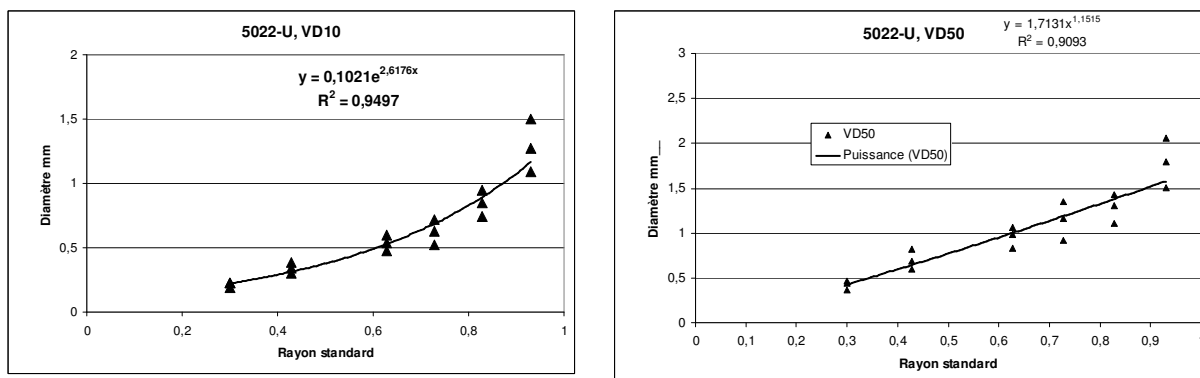 5022-U, VD10
y = 0,1021e^2,6176x
R² = 0,9497
2
1,5
1
0,5
0
Diamètre mm
0
0,2
0,4
0,6
0,8
1
Rayon standard
5022-U, VD50
y = 1,7131x^1,1515
R² = 0,9093
3
2,5
2
1,5
1
0,5
0
Diamètre mm__
VD50
Puissance (VD50)
0
0,1
0,2
0,3
0,4
0,5
0,6
0,7
0,8
0,9
1
Rayon standard